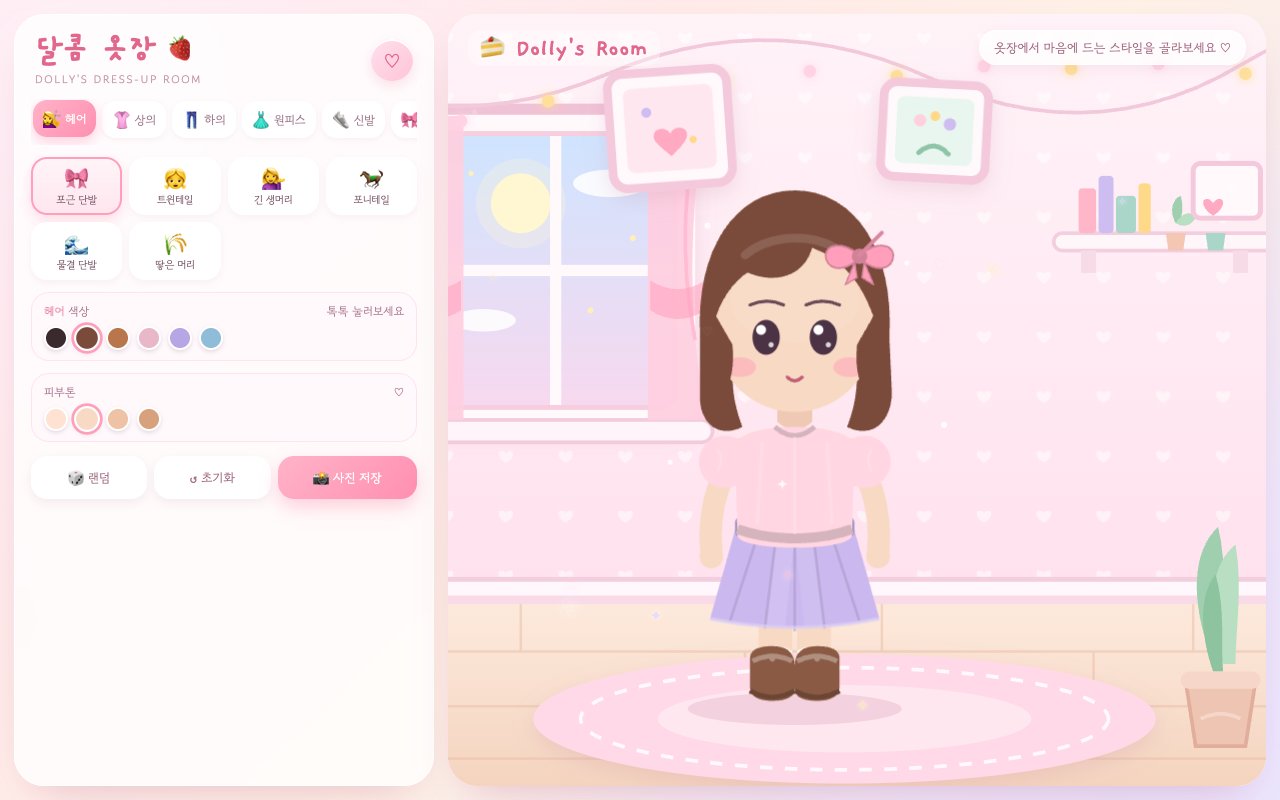 달콤 옷장
DOLLY'S DRESS-UP ROOM
♡
헤어
상의
하의
원피스
신발
포근 단발
트윈테일
긴 생머리
포니테일
물결 단발
땋은 머리
헤어 색상
톡톡 눌러보세요
피부톤
♡
랜덤
↺ 초기화
사진 저장
Dolly's Room
옷장에서 마음에 드는 스타일을 골라보세요 ♡